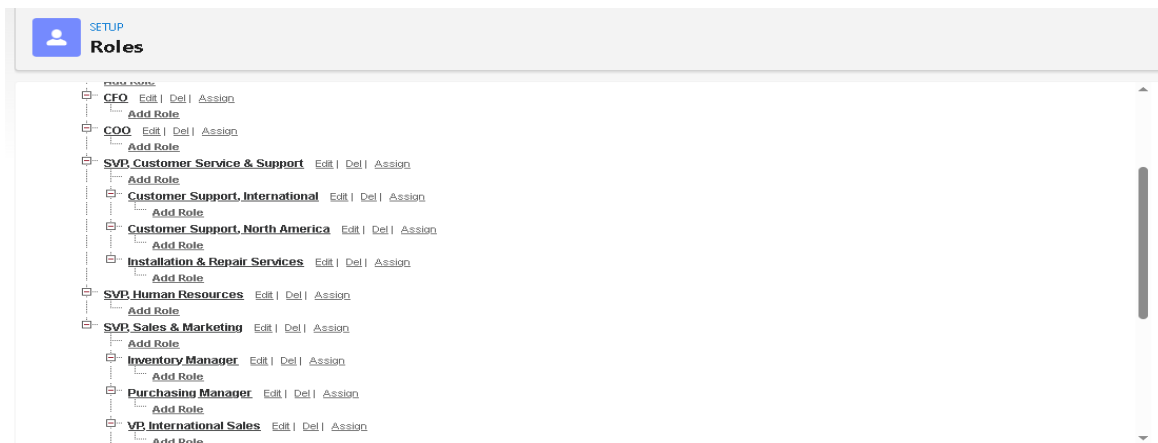 SETUP
Roles
Add Role
CFO Edit | Del | Assign
Add Role
COO Edit | Del | Assign
Add Role
SVP, Customer Service & Support Edit | Del | Assign
Add Role
Customer Support, International Edit | Del | Assign
Add Role
Customer Support, North America Edit | Del | Assign
Add Role
Installation & Repair Services Edit | Del | Assign
Add Role
SVP, Human Resources Edit | Del | Assign
Add Role
SVP, Sales & Marketing Edit | Del | Assign
Add Role
Inventory Manager Edit | Del | Assign
Add Role
Purchasing Manager Edit | Del | Assign
Add Role
VP, International Sales Edit | Del | Assign
Add Role